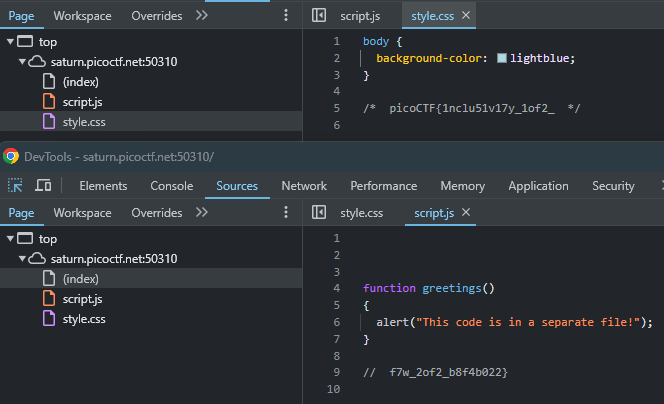 Page Workspace Overrides >> script.js style.css ×
top
saturn.picoctf.net:50310
(index)
script.js
style.css
1 body {
2 background-color: lightblue;
3 }
4
5 /* picoCTF{1nclu51v17y_1of2_ */
6
DevTools - saturn.picoctf.net:50310/
Elements Console Sources Network Performance Memory Application Security
Page Workspace Overrides >> style.css script.js ×
top
saturn.picoctf.net:50310
(index)
script.js
style.css
1
2
3
4 function greetings()
5 {
6 alert("This code is in a separate file!");
7 }
8
9 // f7w_2of2_b8f4b022}
10